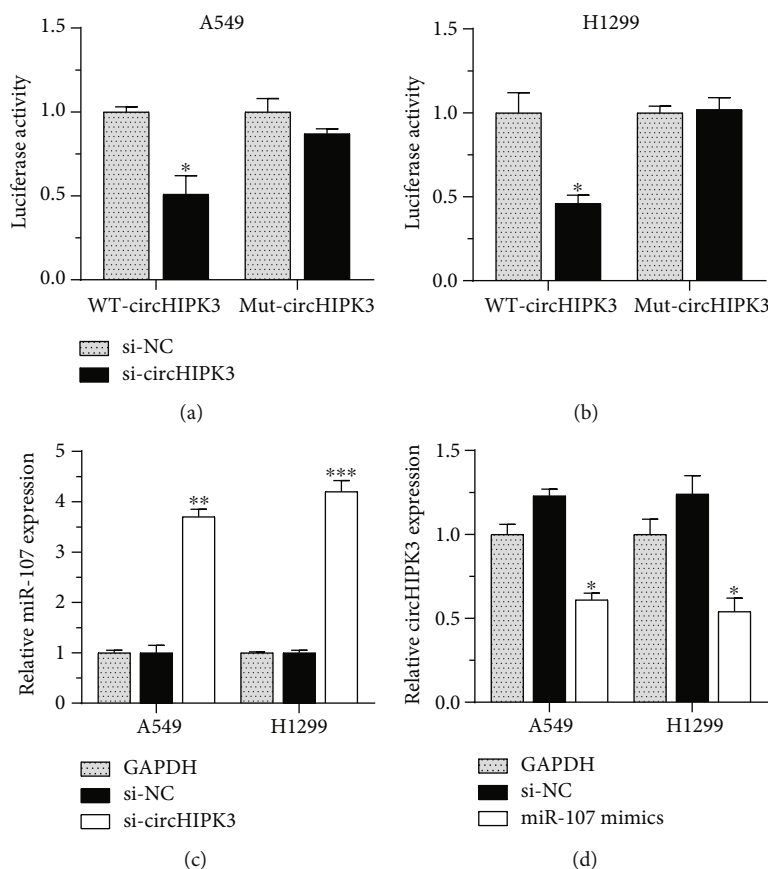 A549
Luciferase activity
1.5
1.0
0.5
0.0
*
WT-circHIPK3 Mut-circHIPK3
si-NC
si-circHIPK3
(a)
H1299
Luciferase activity
1.5
1.0
0.5
0.0
*
WT-circHIPK3 Mut-circHIPK3
(b)
Relative miR-107 expression
5
4
3
2
1
0
**
***
A549 H1299
GAPDH
si-NC
si-circHIPK3
(c)
Relative circHIPK3 expression
1.5
1.0
0.5
0.0
*
*
A549 H1299
GAPDH
si-NC
miR-107 mimics
(d)